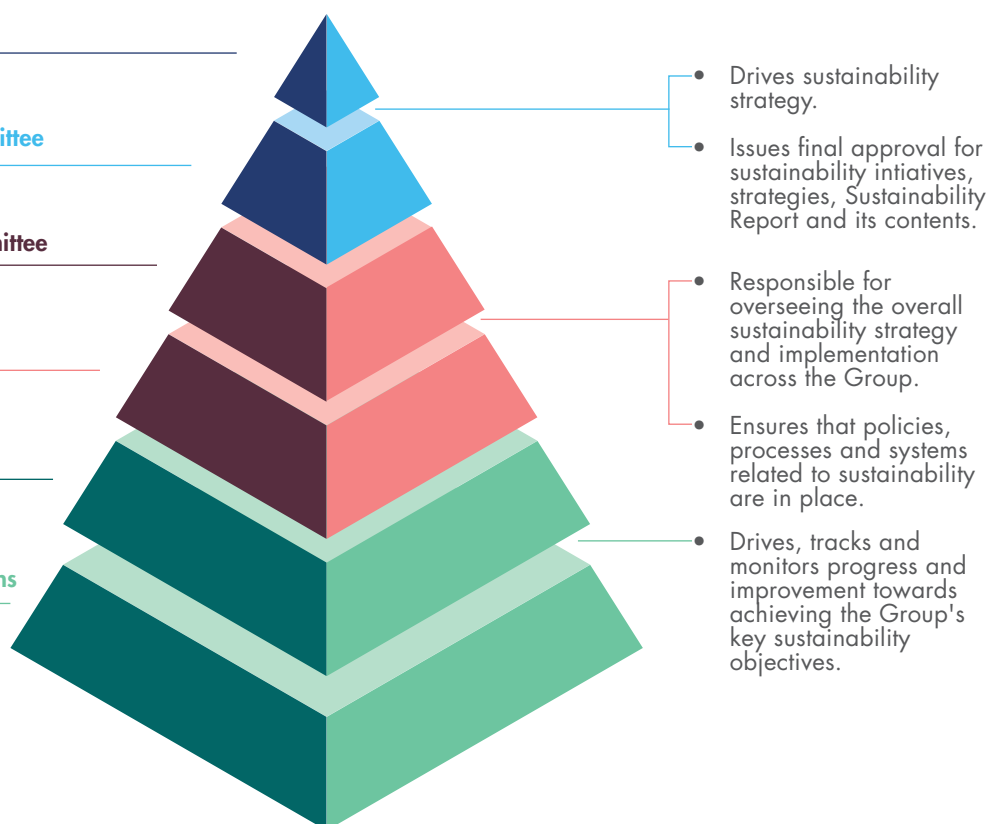 ittee
ittee
ns
Drives sustainability
strategy.
Issues final approval for
sustainability intiatives,
strategies, Sustainability
Report and its contents.
Responsible for
overseeing the overall
sustainability strategy
and implementation
across the Group.
Ensures that policies,
processes and systems
related to sustainability
are in place.
Drives, tracks and
monitors progress and
improvement towards
achieving the Group's
key sustainability
objectives.